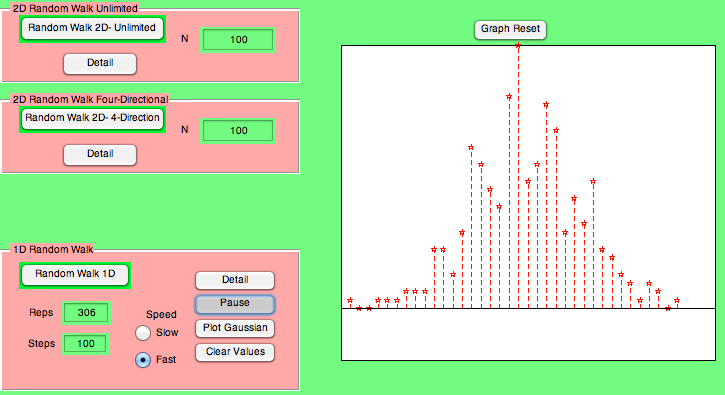 2D Random Walk Unlimited
Random Walk 2D- Unlimited
N
100
Detail
2D Random Walk Four-Directional
Random Walk 2D- 4-Direction
N
100
Detail
1D Random Walk
Random Walk 1D
Reps
306
Steps
100
Speed
Slow
Fast
Detail
Pause
Plot Gaussian
Clear Values
Graph Reset